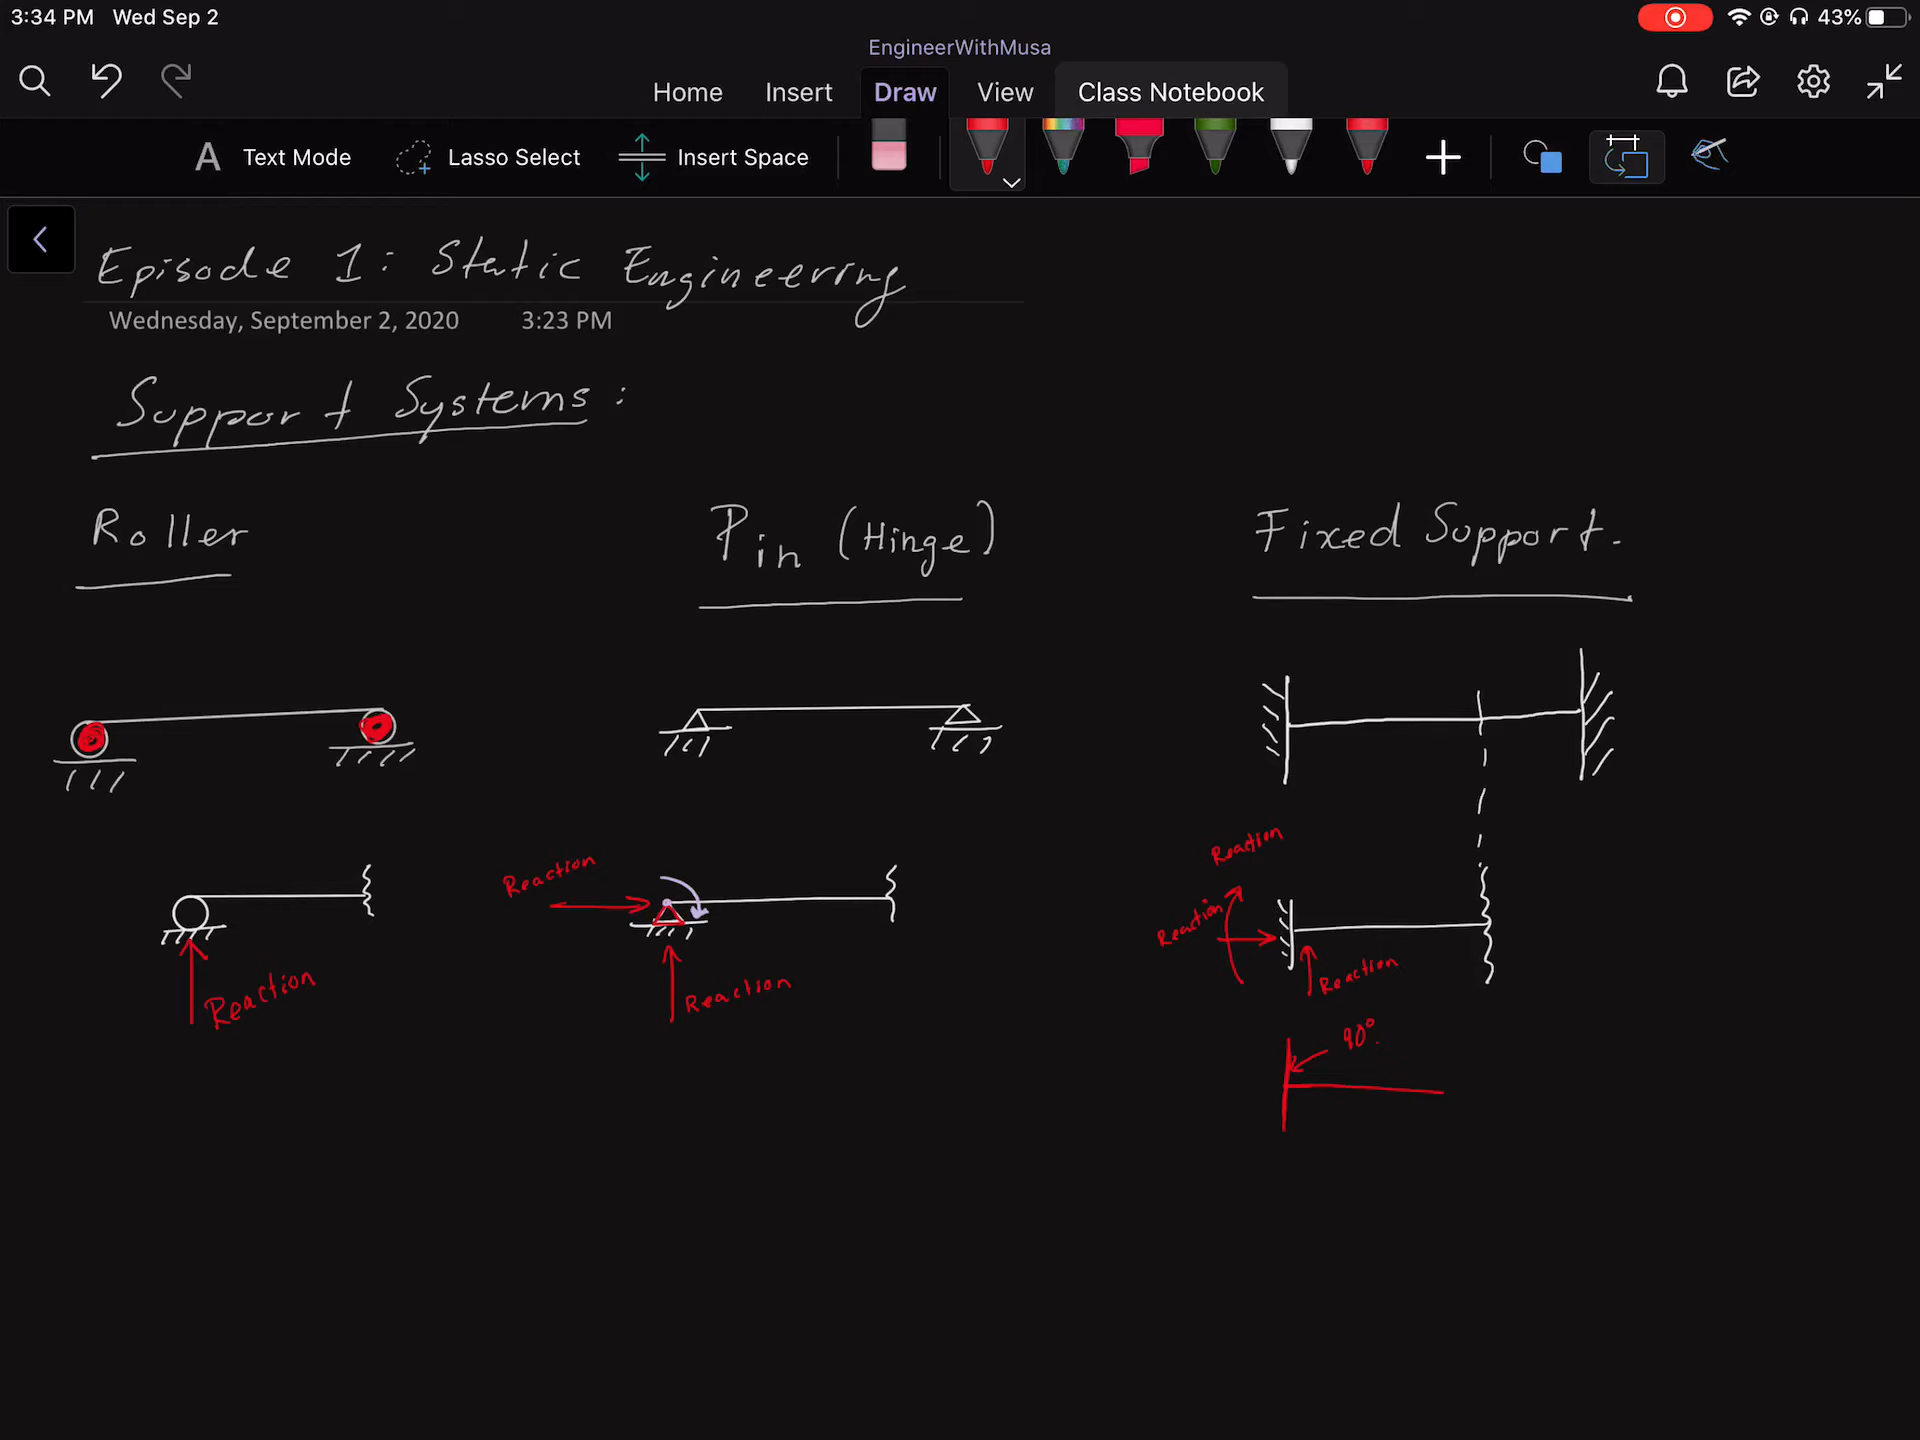 3:34 PM Wed Sep 2 43%
EngineerWithMusa
Home Insert Draw View Class Notebook
A Text Mode Lasso Select Insert Space
Episode 1: Static Engineering
Wednesday, September 2, 2020 3:23 PM
Support Systems:
Roller Pin (Hinge) Fixed Support.
Reaction
Reaction
Reaction
Reaction
Reaction
Reaction
90°.